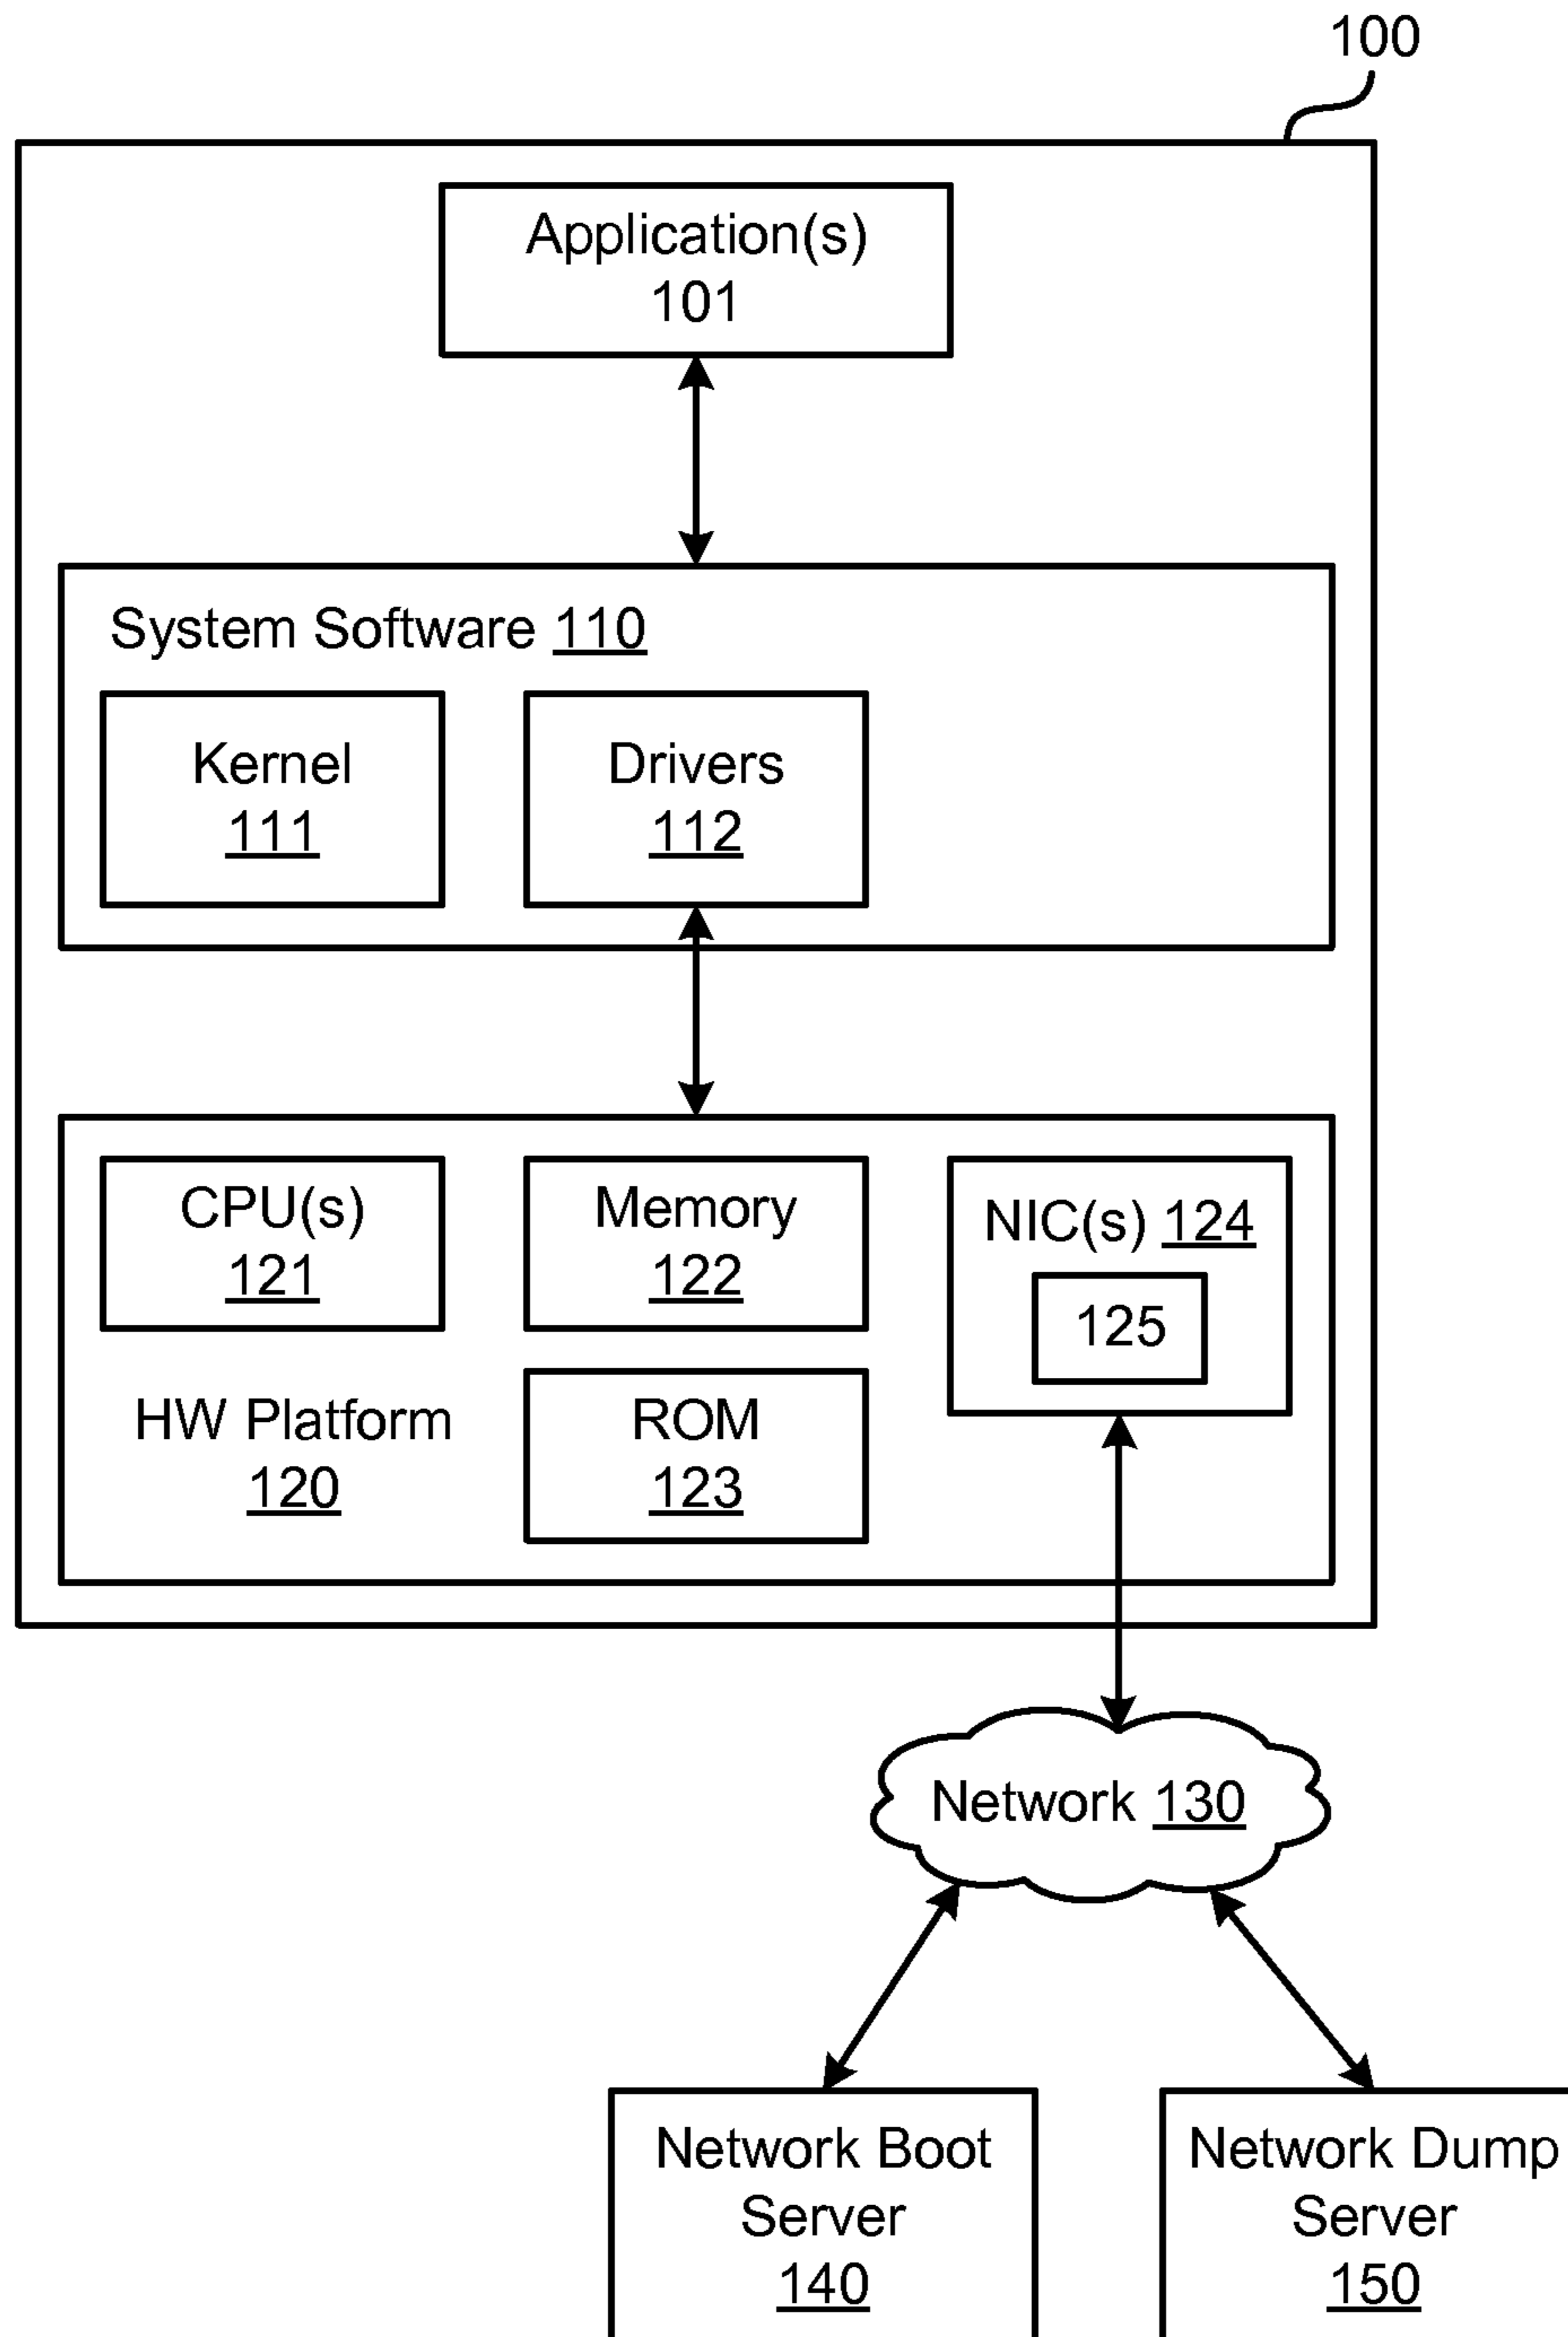 100
Application(s)
101
System Software 110
Kernel
111
Drivers
112
CPU(s)
121
Memory
122
NIC(s) 124
125
HW Platform
120
ROM
123
Network 130
Network Boot
Server
140
Network Dump
Server
150